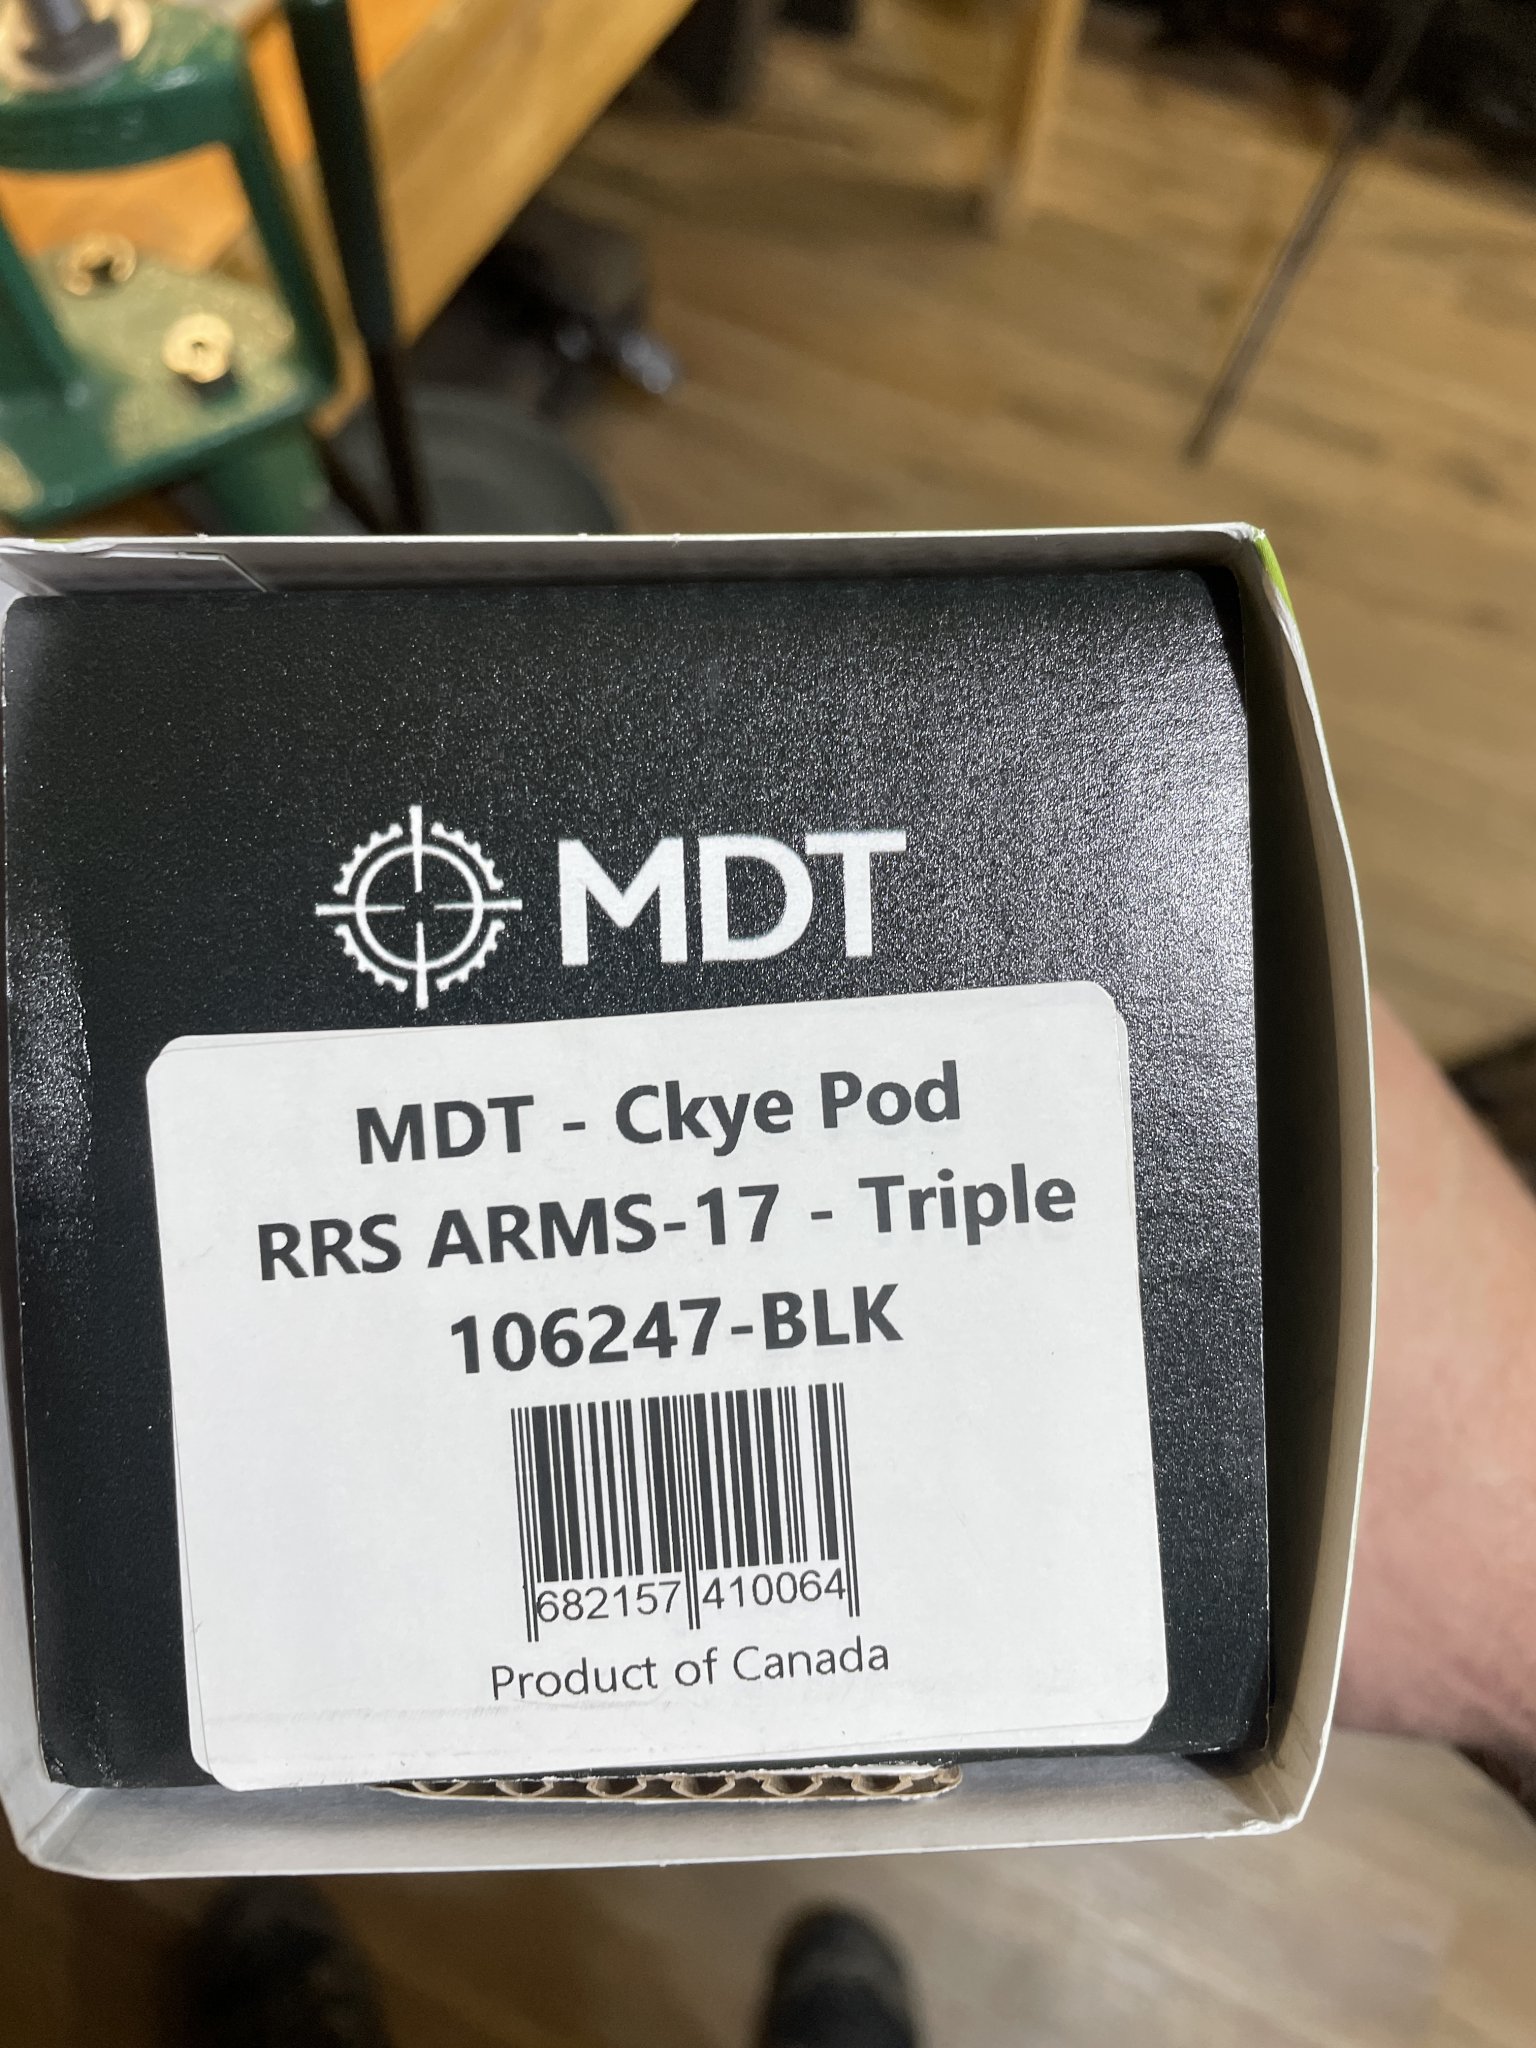 MDT
MDT - Ckye Pod
RRS ARMS-17 - Triple
106247-BLK
682157 410064
Product of Canada